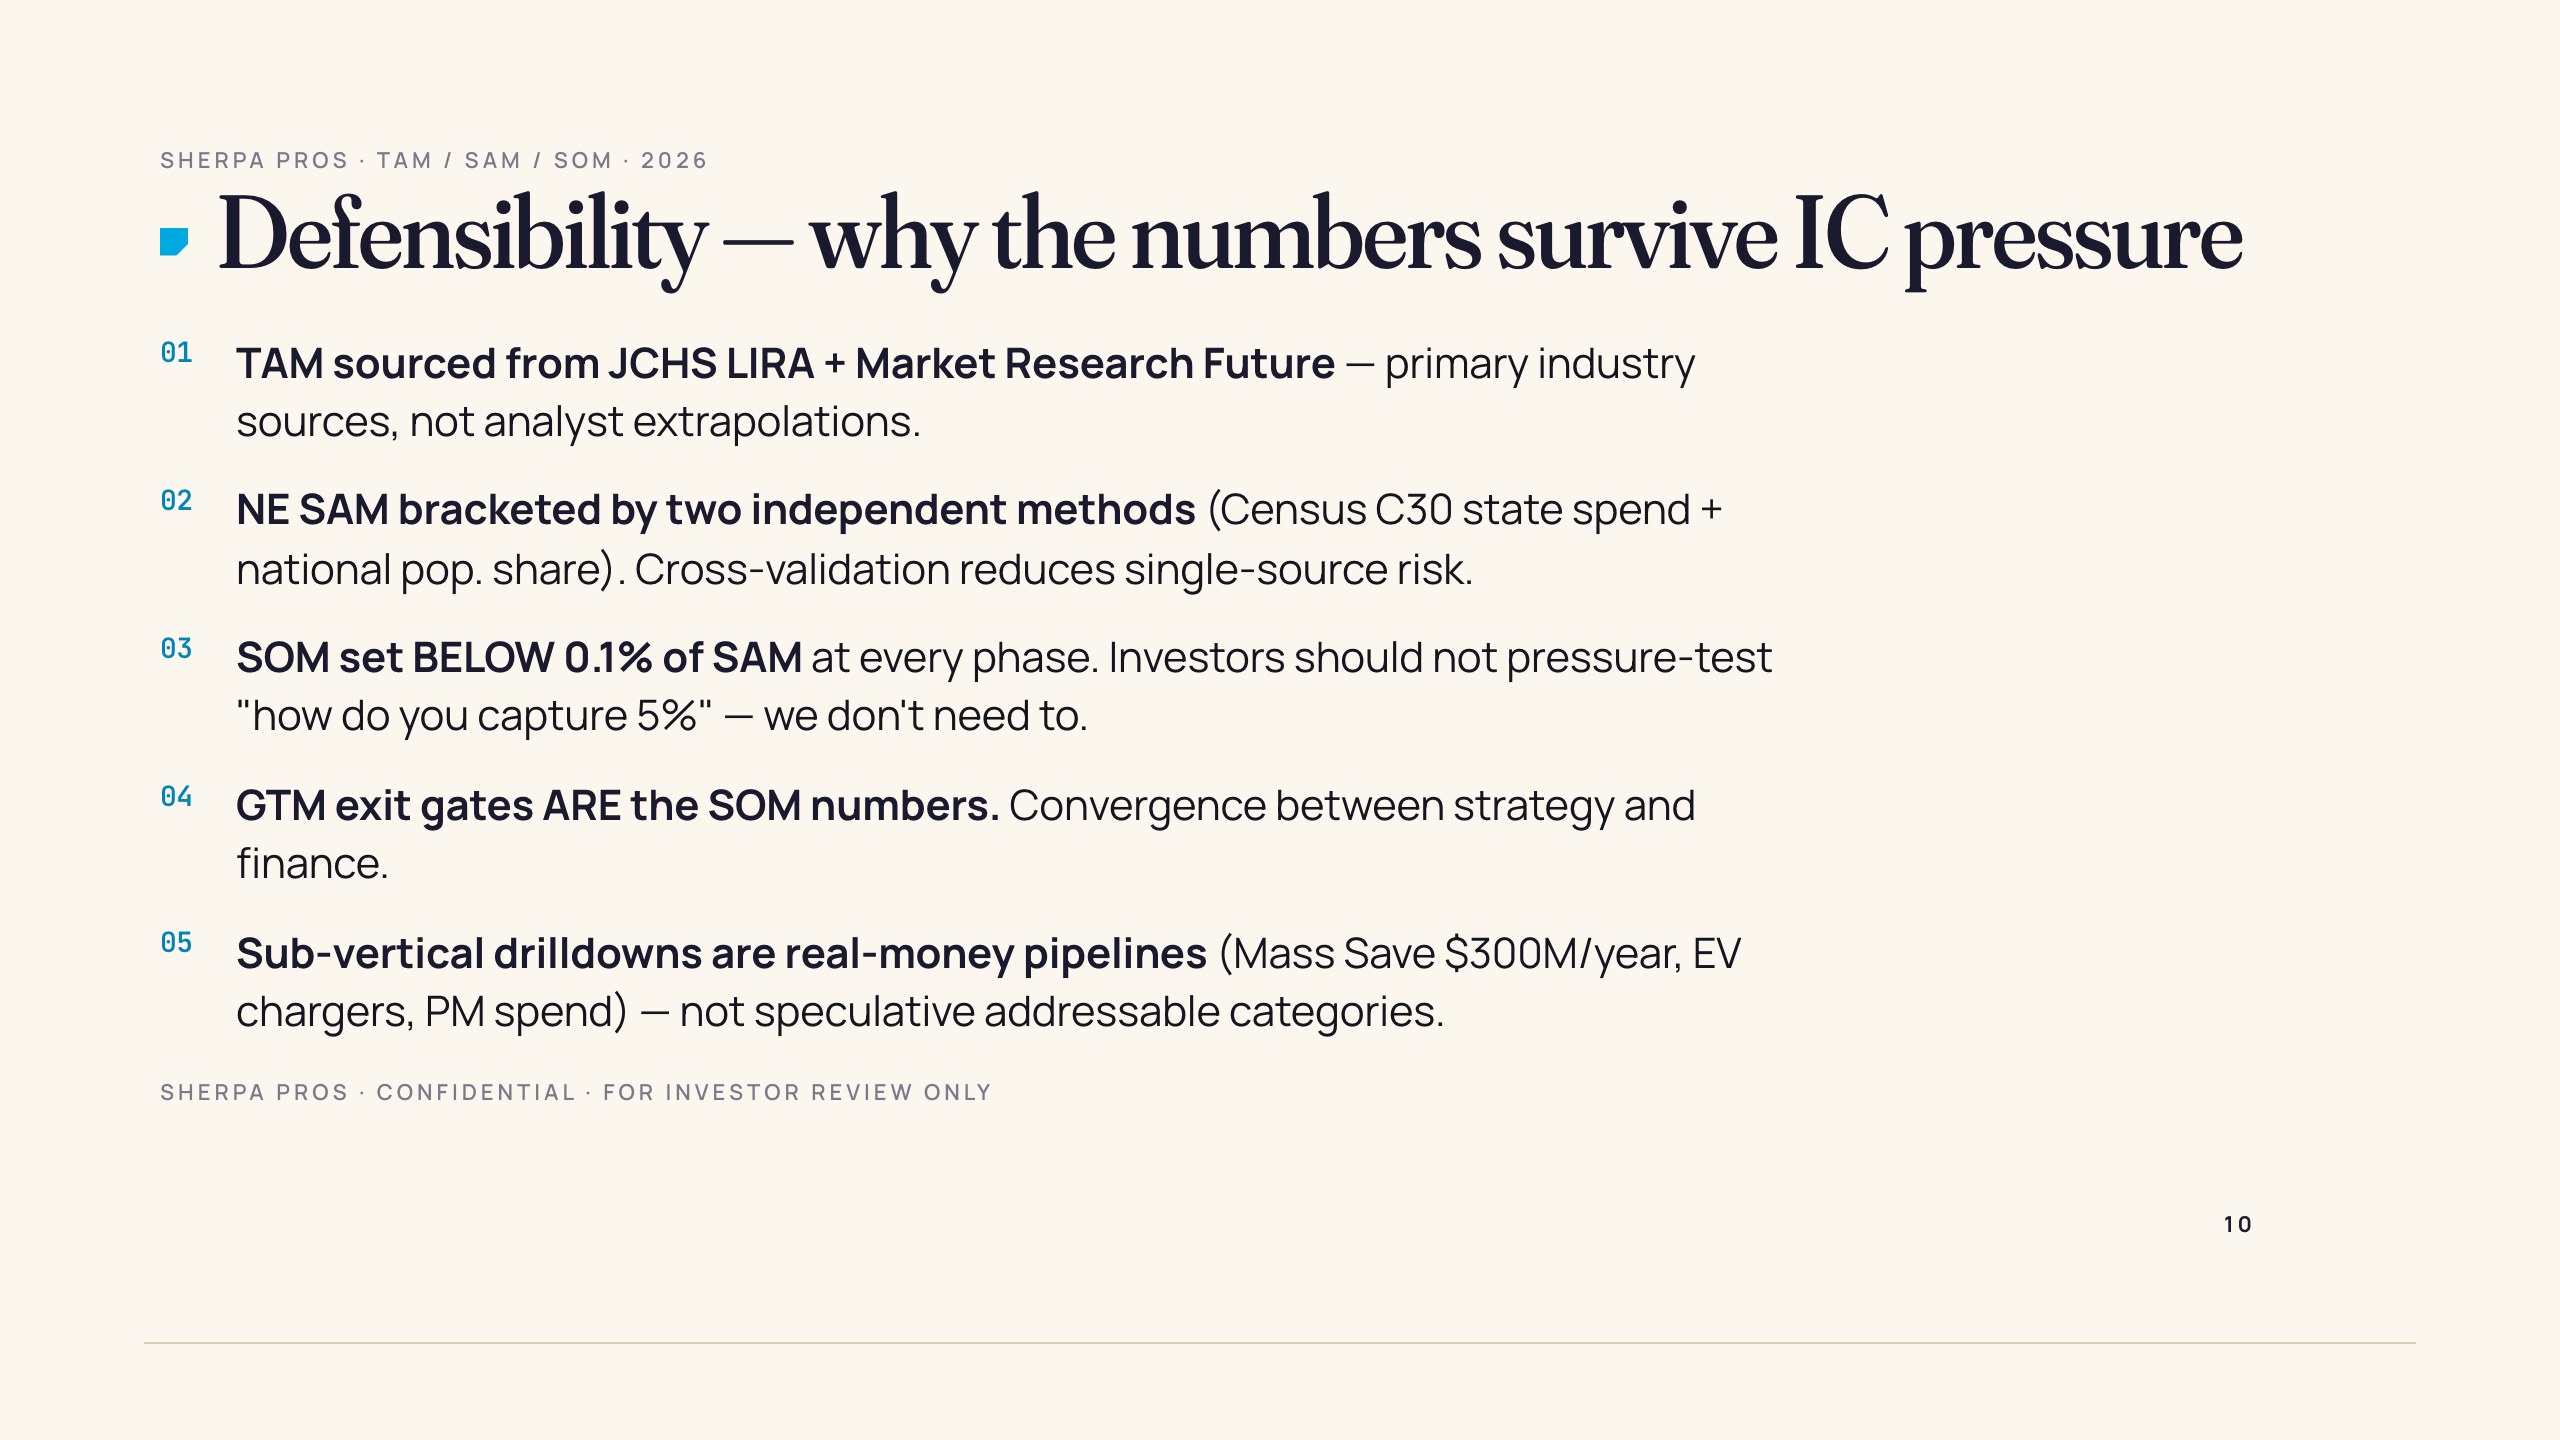 SHERPA PROS · TAM / SAM / SOM · 2026
Defensibility — why the numbers survive IC pressure
01 TAM sourced from JCHS LIRA + Market Research Future — primary industry
sources, not analyst extrapolations.
02 NE SAM bracketed by two independent methods (Census C30 state spend +
national pop. share). Cross-validation reduces single-source risk.
03 SOM set BELOW 0.1% of SAM at every phase. Investors should not pressure-test
"how do you capture 5%" — we don't need to.
04 GTM exit gates ARE the SOM numbers. Convergence between strategy and
finance.
05 Sub-vertical drilldowns are real-money pipelines (Mass Save $300M/year, EV
chargers, PM spend) — not speculative addressable categories.
SHERPA PROS · CONFIDENTIAL · FOR INVESTOR REVIEW ONLY
10